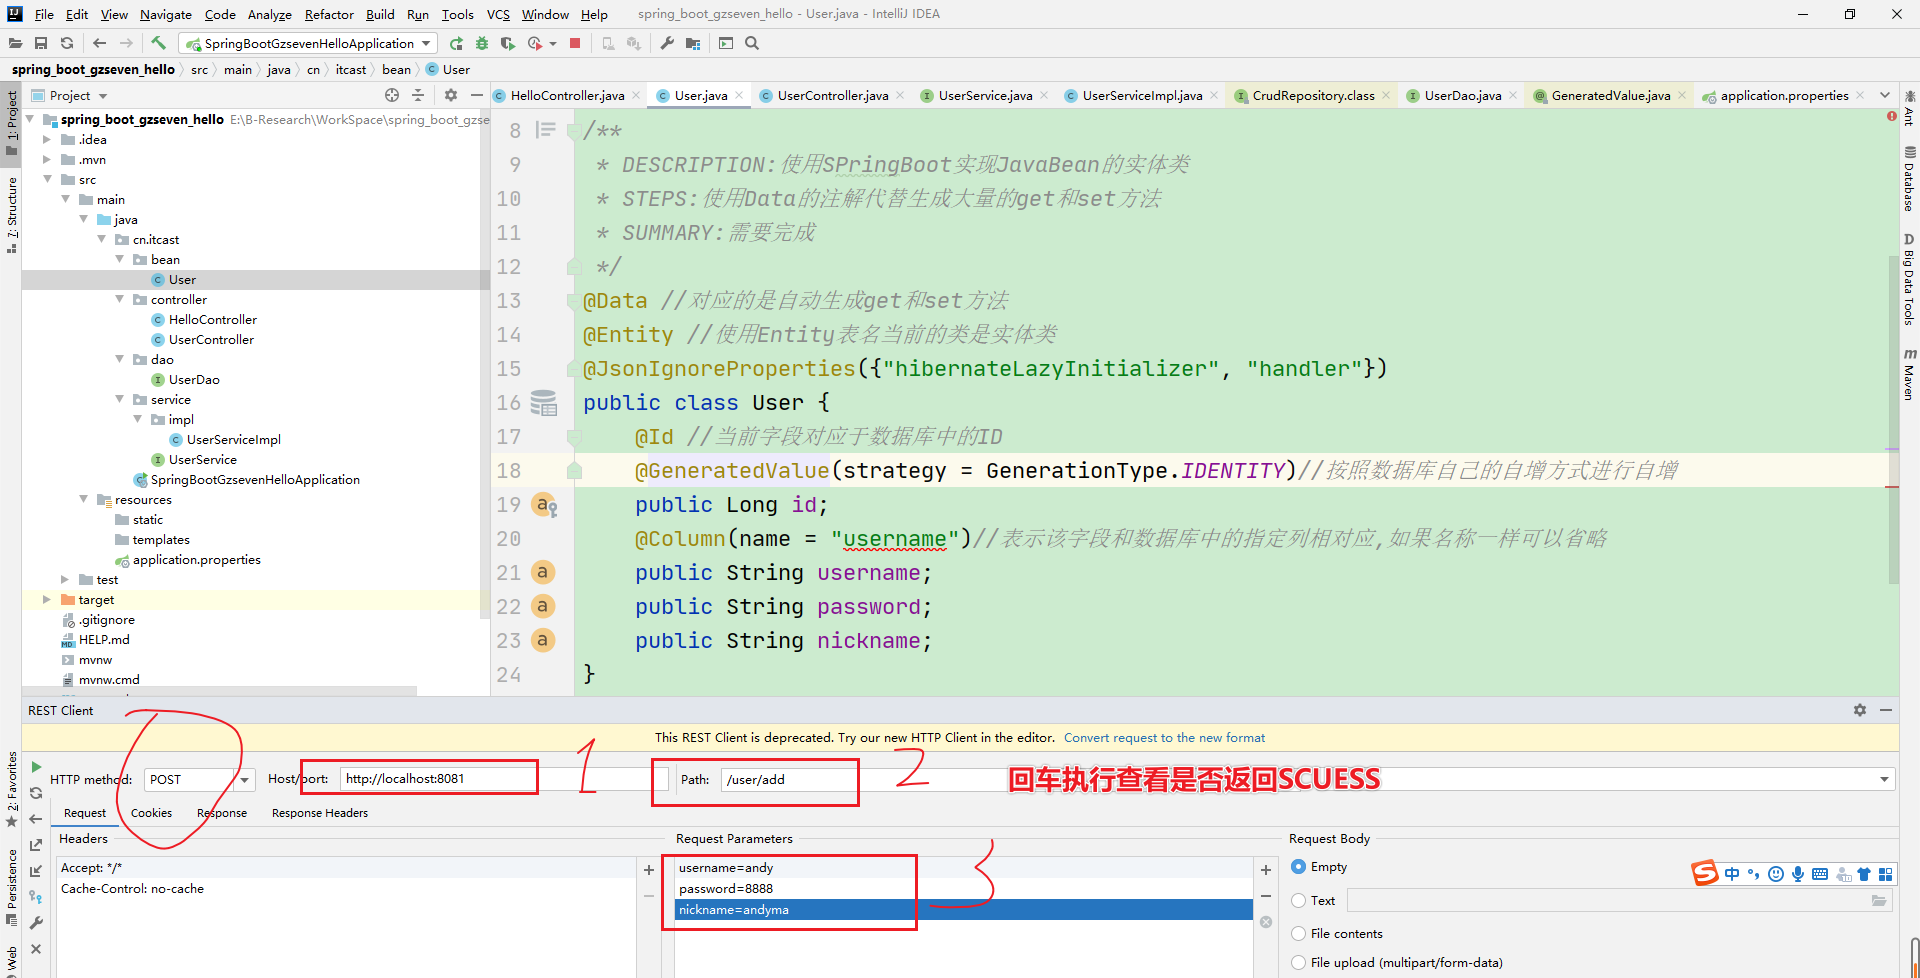 File Edit View Navigate Code Analyze Refactor Build Run Tools VCS Window Help spring_boot_gzseven_hello - User.java - IntelliJ IDEA
SpringBootGzsevenHelloApplication
spring_boot_gzseven_hello src main java cn itcast bean User
Project
HelloController.java User.java UserController.java UserService.java UserServiceImpl.java CrudRepository.class UserDao.java GeneratedValue.java application.properties
spring_boot_gzseven_hello E:\B-Research\WorkSpace\spring_boot_gzse
.idea
.mvn
src
main
java
cn.itcast
bean
User
controller
HelloController
UserController
dao
UserDao
service
impl
UserServiceImpl
UserService
SpringBootGzsevenHelloApplication
resources
static
templates
application.properties
test
target
.gitignore
HELP.md
mvnw
mvnw.cmd
1: Project
7: Structure
2: Favorites
Persistence
Web
8 /**
9 * DESCRIPTION:使用SPringBoot实现JavaBean的实体类
10 * STEPS:使用Data的注解代替生成大量的get和set方法
11 * SUMMARY:需要完成
12 */
13 @Data //对应的是自动生成get和set方法
14 @Entity //使用Entity表名当前的类是实体类
15 @JsonIgnoreProperties({"hibernateLazyInitializer", "handler"})
16 public class User {
17 @Id //当前字段对应于数据库中的ID
18 @GeneratedValue(strategy = GenerationType.IDENTITY)//按照数据库自己的自增方式进行自增
19 public Long id;
20 @Column(name = "username")//表示该字段和数据库中的指定列相对应,如果名称一样可以省略
21 public String username;
22 public String password;
23 public String nickname;
24 }
Ant
Database
Big Data Tools
Maven
REST Client
This REST Client is deprecated. Try our new HTTP Client in the editor. Convert request to the new format
HTTP method: POST Host/port: http://localhost:8081 1 Path: /user/add 2 回车执行查看是否返回SCUESS
Request Cookies Response Response Headers
Headers Request Parameters Request Body
Accept: */* username=andy Empty
Cache-Control: no-cache password=8888 Text
nickname=andyma 3
File contents
File upload (multipart/form-data)
中